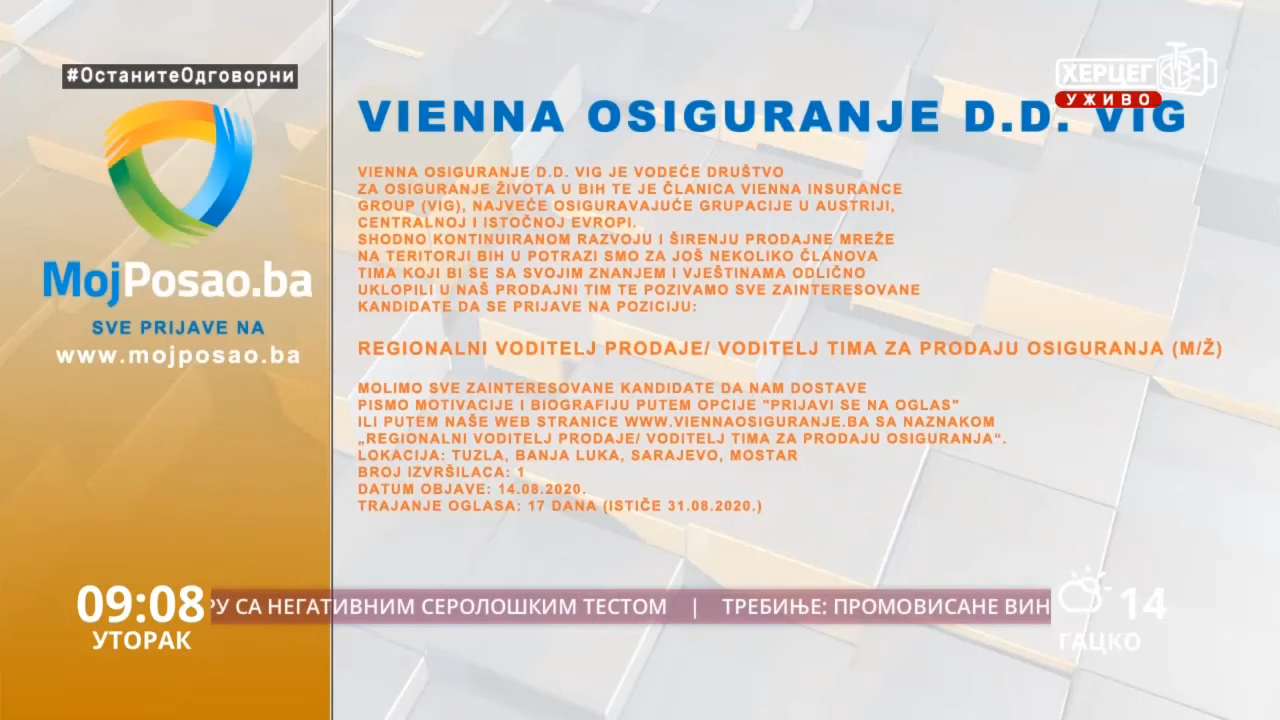 #ОстанитеОдговорни
MojPosao.ba
SVE PRIJAVE NA
www.mojposao.ba
ХЕРЦЕГ
УЖИВО
VIENNA OSIGURANJE D.D. VIG
VIENNA OSIGURANJE D.D. VIG JE VODEĆE DRUŠTVO
ZA OSIGURANJE ŽIVOTA U BIH TE JE ČLANICA VIENNA INSURANCE
GROUP (VIG), NAJVEĆE OSIGURAVAJUĆE GRUPACIJE U AUSTRIJI,
CENTRALNOJ I ISTOČNOJ EVROPI.
SHODNO KONTINUIRANOM RAZVOJU I ŠIRENJU PRODAJNE MREŽE
NA TERITORJI BIH U POTRAZI SMO ZA JOŠ NEKOLIKO ČLANOVA
TIMA KOJI BI SE SA SVOJIM ZNANJEM I VJEŠTINAMA ODLIČNO
UKLOPILI U NAŠ PRODAJNI TIM TE POZIVAMO SVE ZAINTERESOVANE
KANDIDATE DA SE PRIJAVE NA POZICIJU:
REGIONALNI VODITELJ PRODAJE/ VODITELJ TIMA ZA PRODAJU OSIGURANJA (M/Ž)
MOLIMO SVE ZAINTERESOVANE KANDIDATE DA NAM DOSTAVE
PISMO MOTIVACIJE I BIOGRAFIJU PUTEM OPCIJE "PRIJAVI SE NA OGLAS"
ILI PUTEM NAŠE WEB STRANICE WWW.VIENNAOSIGURANJE.BA SA NAZNAKOM
„REGIONALNI VODITELJ PRODAJE/ VODITELJ TIMA ZA PRODAJU OSIGURANJA“.
LOKACIJA: TUZLA, BANJA LUKA, SARAJEVO, MOSTAR
BROJ IZVRŠILACA: 1
DATUM OBJAVE: 14.08.2020.
TRAJANJE OGLASA: 17 DANA (ISTIČE 31.08.2020.)
09:08
УТОРАК
РУ СА НЕГАТИВНИМ СЕРОЛОШКИМ ТЕСТОМ | ТРЕБИЊЕ: ПРОМОВИСАНЕ ВИН
14
ГАЦКО